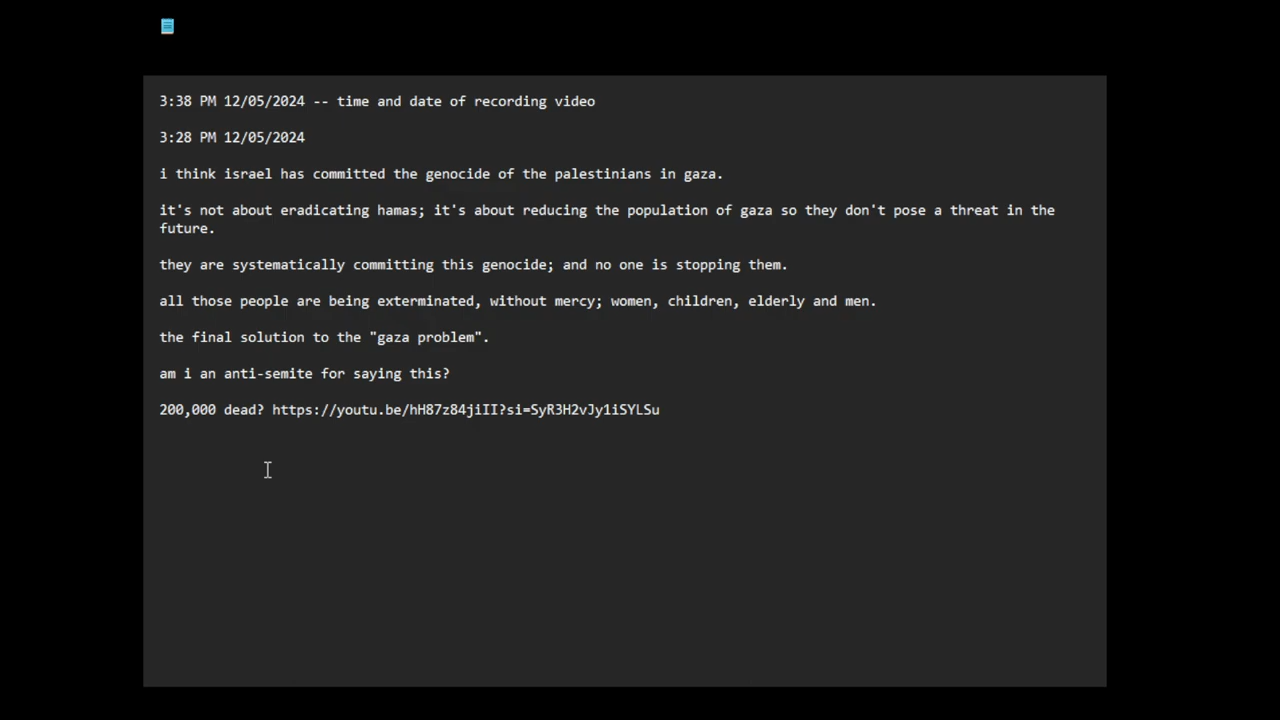 3:38 PM 12/05/2024 -- time and date of recording video
3:28 PM 12/05/2024
i think israel has committed the genocide of the palestinians in gaza.
it's not about eradicating hamas; it's about reducing the population of gaza so they don't pose a threat in the
future.
they are systematically committing this genocide; and no one is stopping them.
all those people are being exterminated, without mercy; women, children, elderly and men.
the final solution to the "gaza problem".
am i an anti-semite for saying this?
200,000 dead? https://youtu.be/hH87z84jiII?si=SyR3H2vJy1iSYLSu